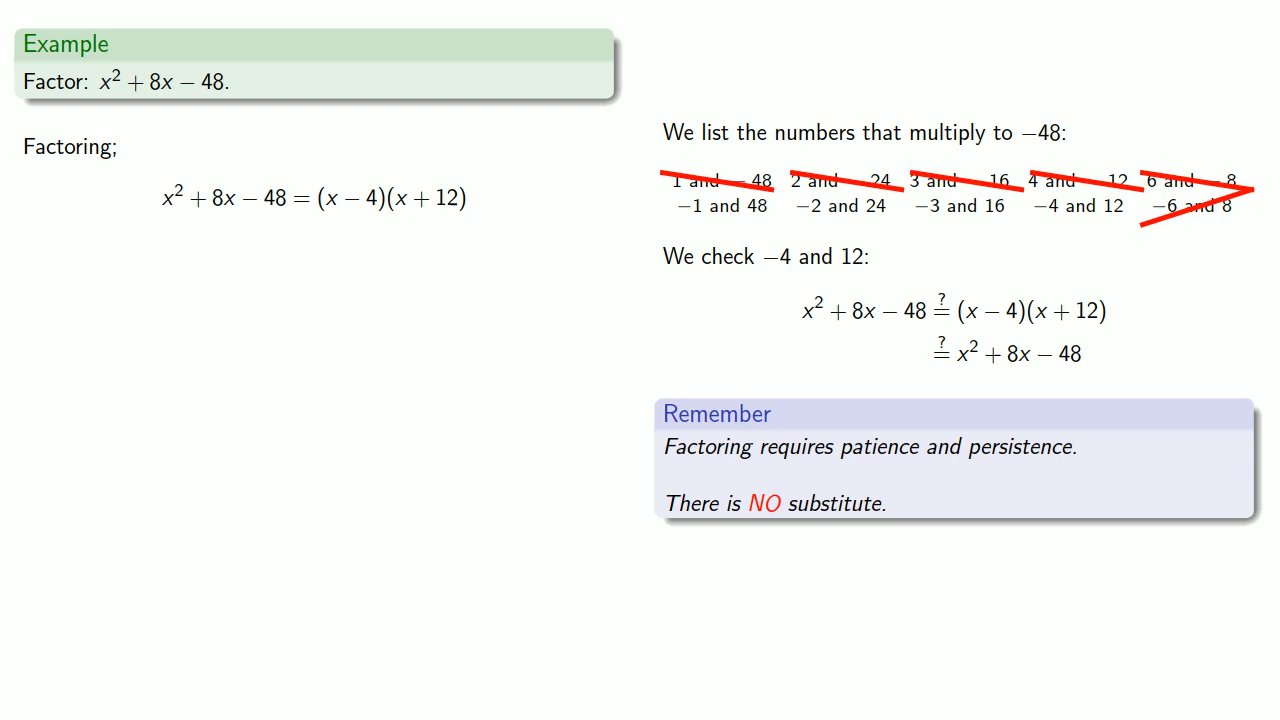 Example
Factor: x² + 8x − 48.
Factoring;
x² + 8x − 48 = (x − 4)(x + 12)
We list the numbers that multiply to −48:
1 and − 48 2 and − 24 3 and − 16 4 and − 12 6 and − 8
−1 and 48 −2 and 24 −3 and 16 −4 and 12 −6 and 8
We check −4 and 12:
x² + 8x − 48 ≟ (x − 4)(x + 12)
≟ x² + 8x − 48
Remember
Factoring requires patience and persistence.
There is NO substitute.